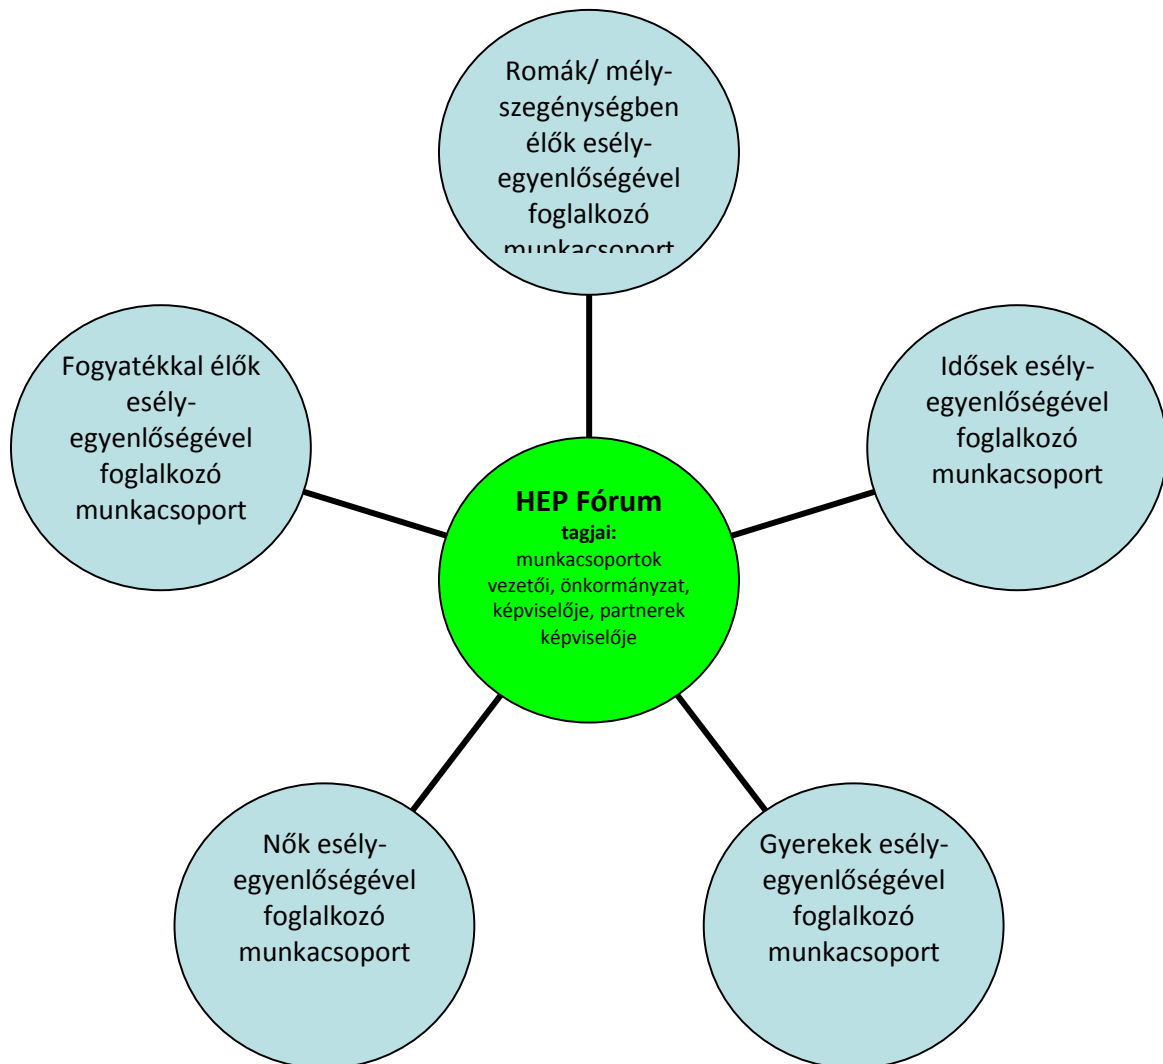 Romák/ mély-
szegénységben
élők esély-
egyenlőségével
foglalkozó
munkacsoport
Fogyatékkal élők
esély-
egyenlőségével
foglalkozó
munkacsoport
Idősek esély-
egyenlőségével
foglalkozó
munkacsoport
HEP Fórum
tagjai:
munkacsoportok
vezetői, önkormányzat,
képviselője, partnerek
képviselője
Nők esély-
egyenlőségével
foglalkozó
munkacsoport
Gyerekek esély-
egyenlőségével
foglalkozó
munkacsoport